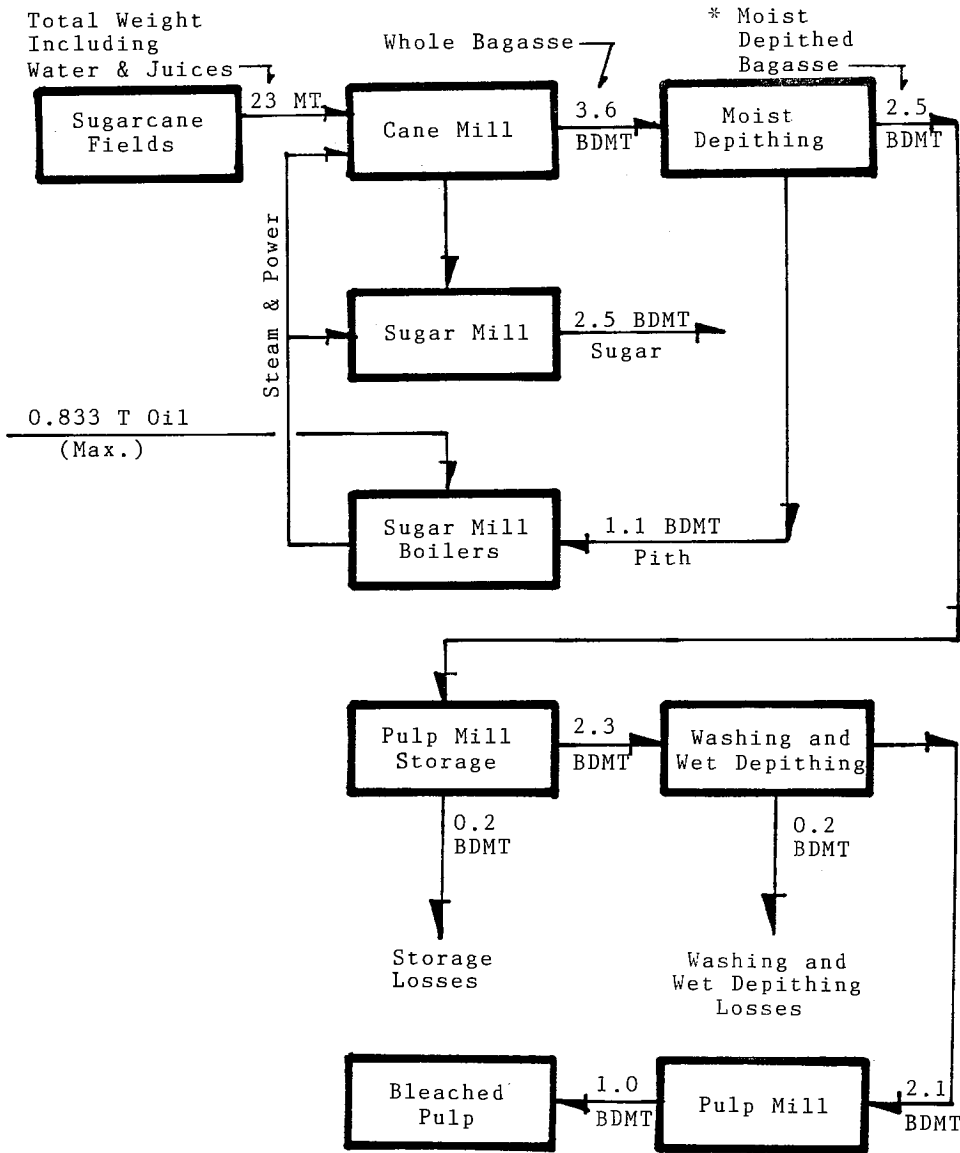 Total Weight
Including
Water & Juices
Whole Bagasse
* Moist
Depithed
Bagasse
Sugarcane
Fields
23 MT
Cane Mill
3.6
BDMT
Moist
Depithing
2.5
BDMT
Steam & Power
Sugar Mill
2.5 BDMT
Sugar
0.833 T Oil
(Max.)
Sugar Mill
Boilers
1.1 BDMT
Pith
Pulp Mill
Storage
2.3
BDMT
Washing and
Wet Depithing
0.2
BDMT
0.2
BDMT
Storage
Losses
Washing and
Wet Depithing
Losses
Bleached
Pulp
1.0
BDMT
Pulp Mill
2.1
BDMT